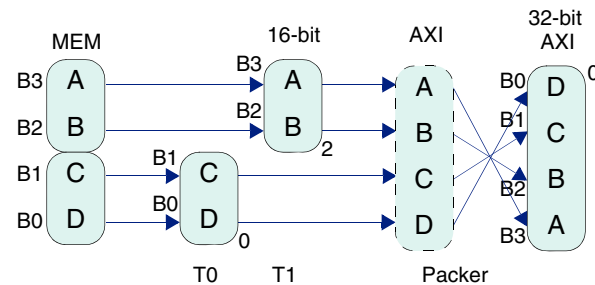 MEM 16-bit AXI 32-bit AXI
B3 A B3 A A B0 D 0
B2 B B2 B 2 B B1 C
B1 C B1 C C B2 B
B0 D B0 D 0 D B3 A
T0 T1 Packer